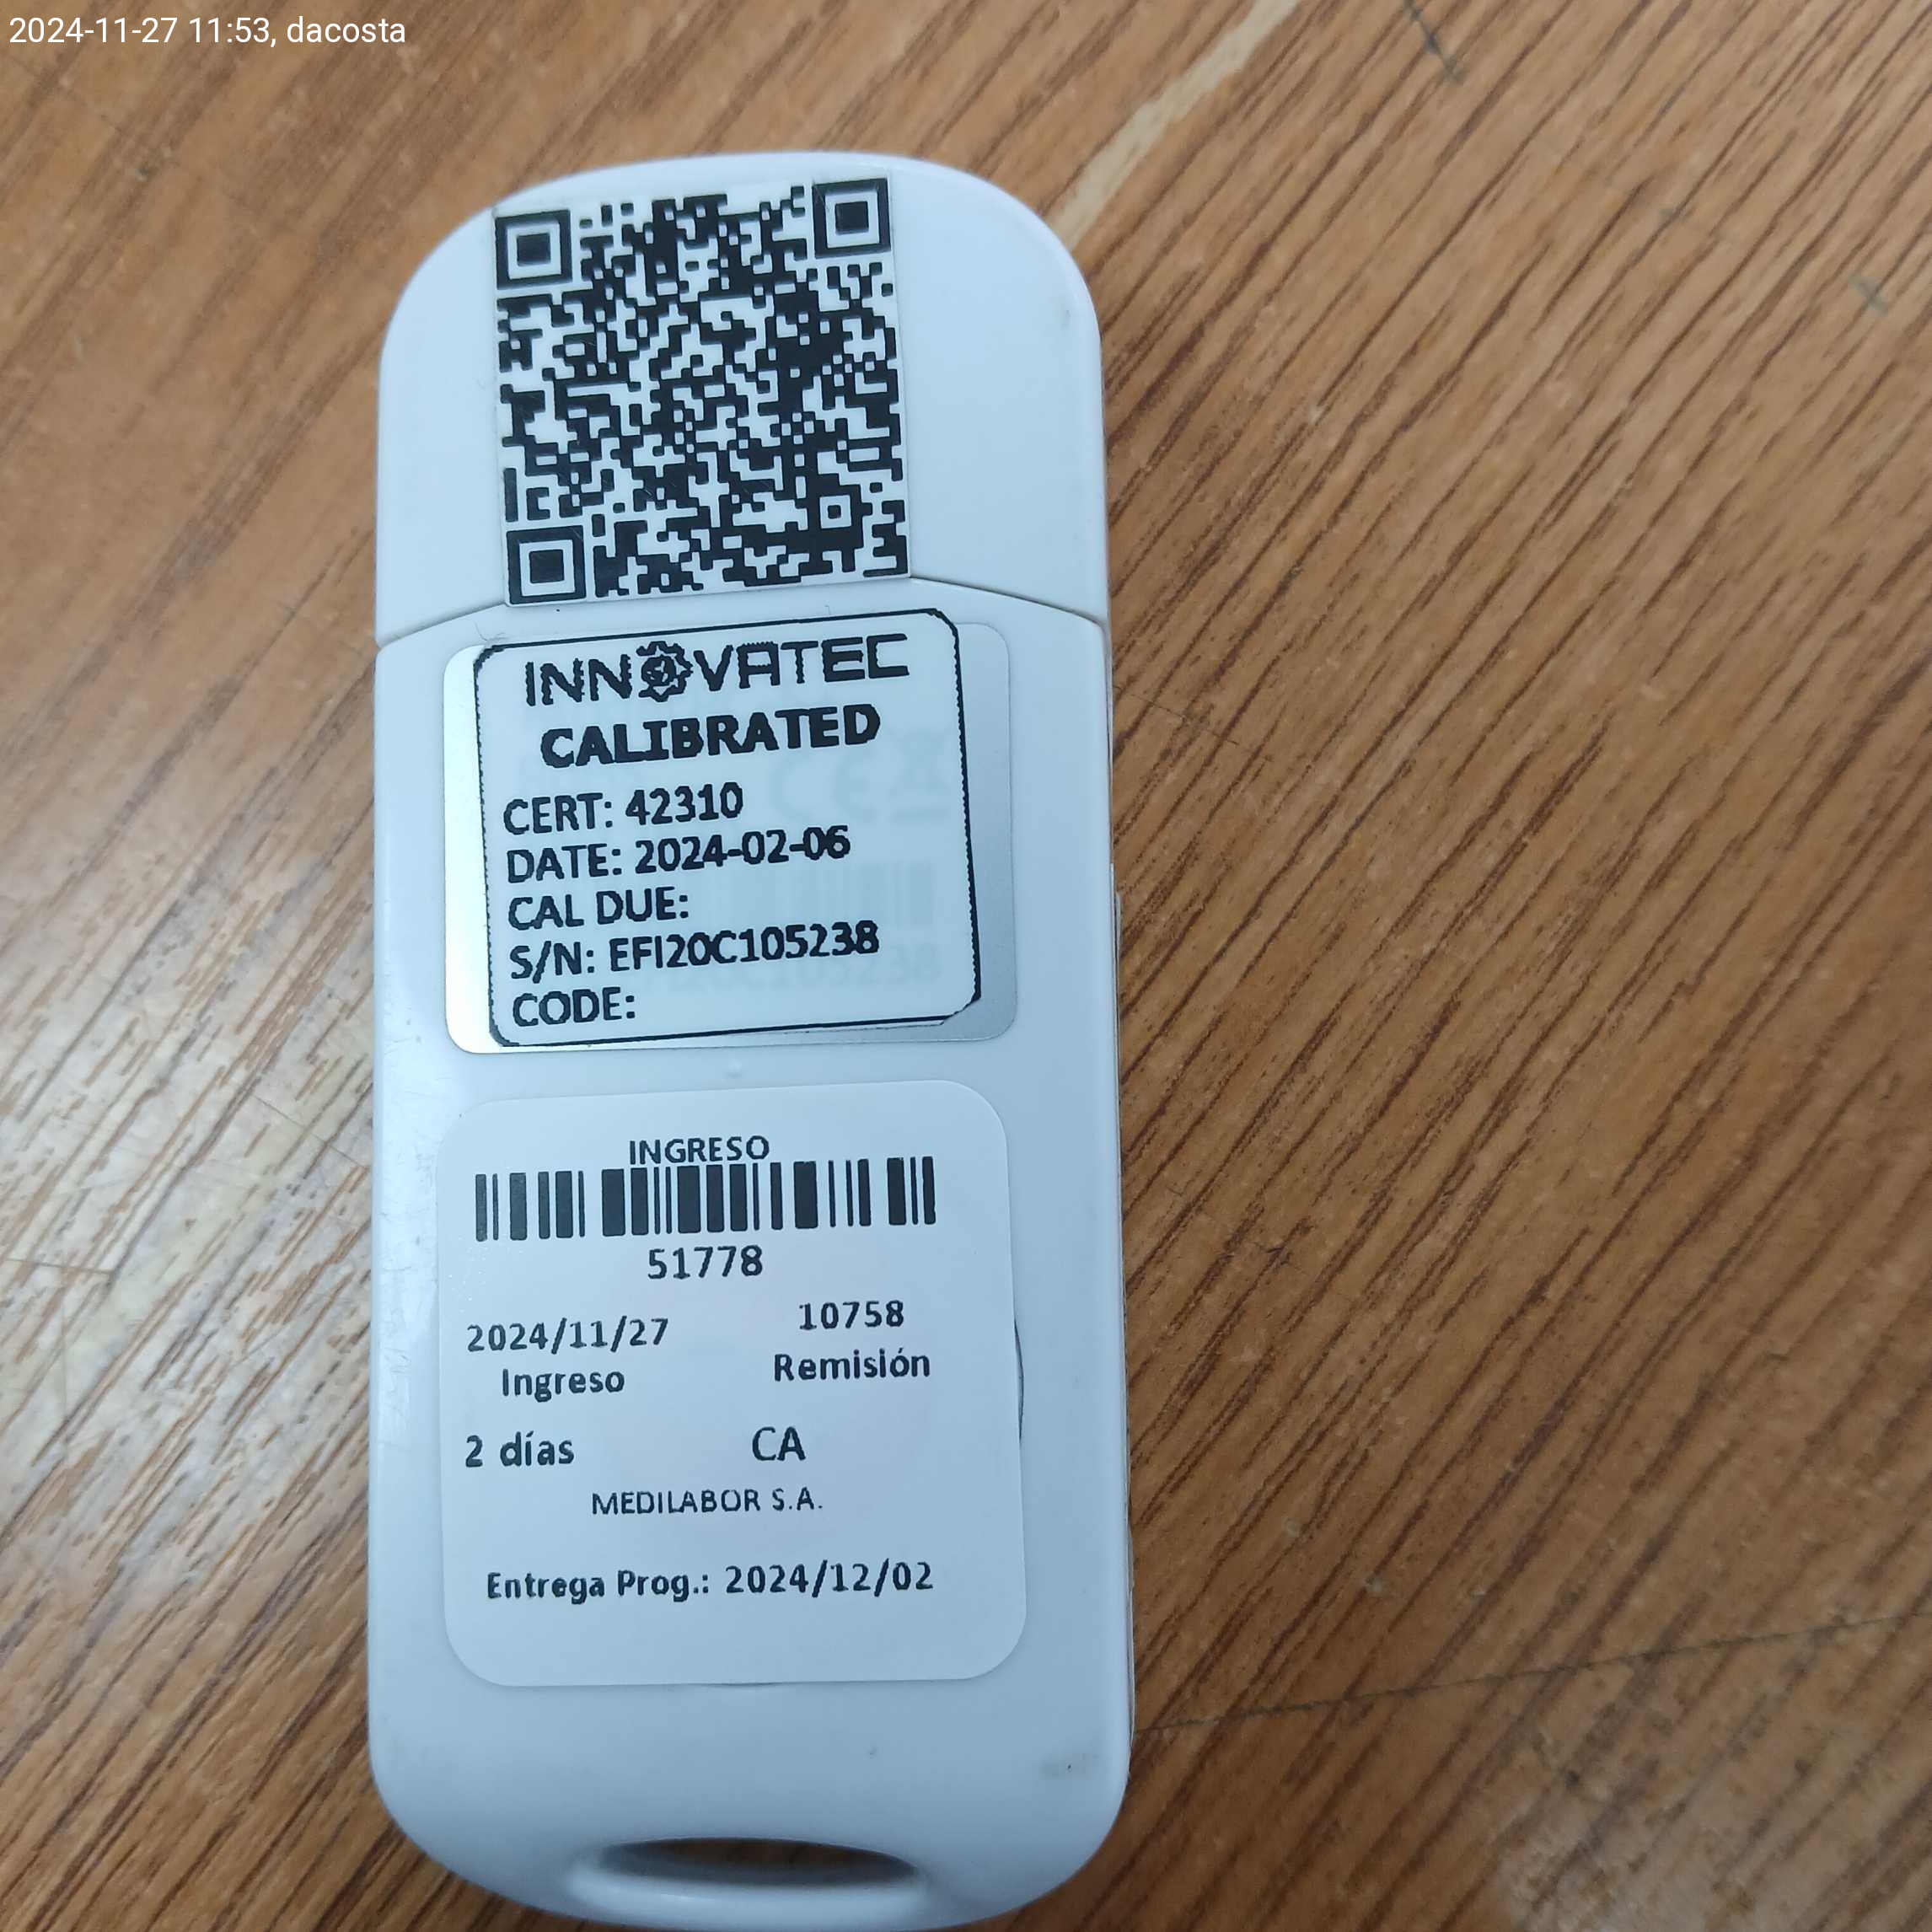 2024-11-27 11:53, dacosta
INNOVATEC
CALIBRATED
CERT: 42310
DATE: 2024-02-06
CAL DUE:
S/N: EFI20C105238
CODE:
INGRESO
51778
2024/11/27 10758
Ingreso Remisión
2 días CA
MEDILABOR S.A.
Entrega Prog.: 2024/12/02